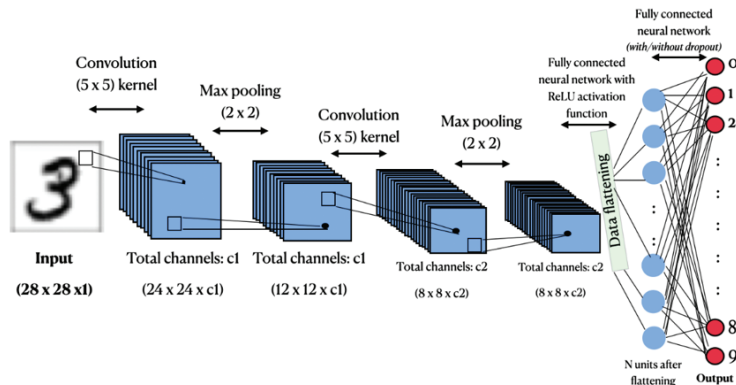 Convolution
(5 x 5) kernel
Max pooling
(2 x 2)
Convolution
(5 x 5) kernel
Max pooling
(2 x 2)
Fully connected
neural network with
ReLU activation
function
Fully connected
neural network
(with/without dropout)
3
Data flattening
0
1
2
8
9
Input
(28 x 28 x1)
Total channels: c1
(24 x 24 x c1)
Total channels: c1
(12 x 12 x c1)
Total channels: c2
(8 x 8 x c2)
Total channels: c2
(8 x 8 x c2)
N units after
flattening
Output